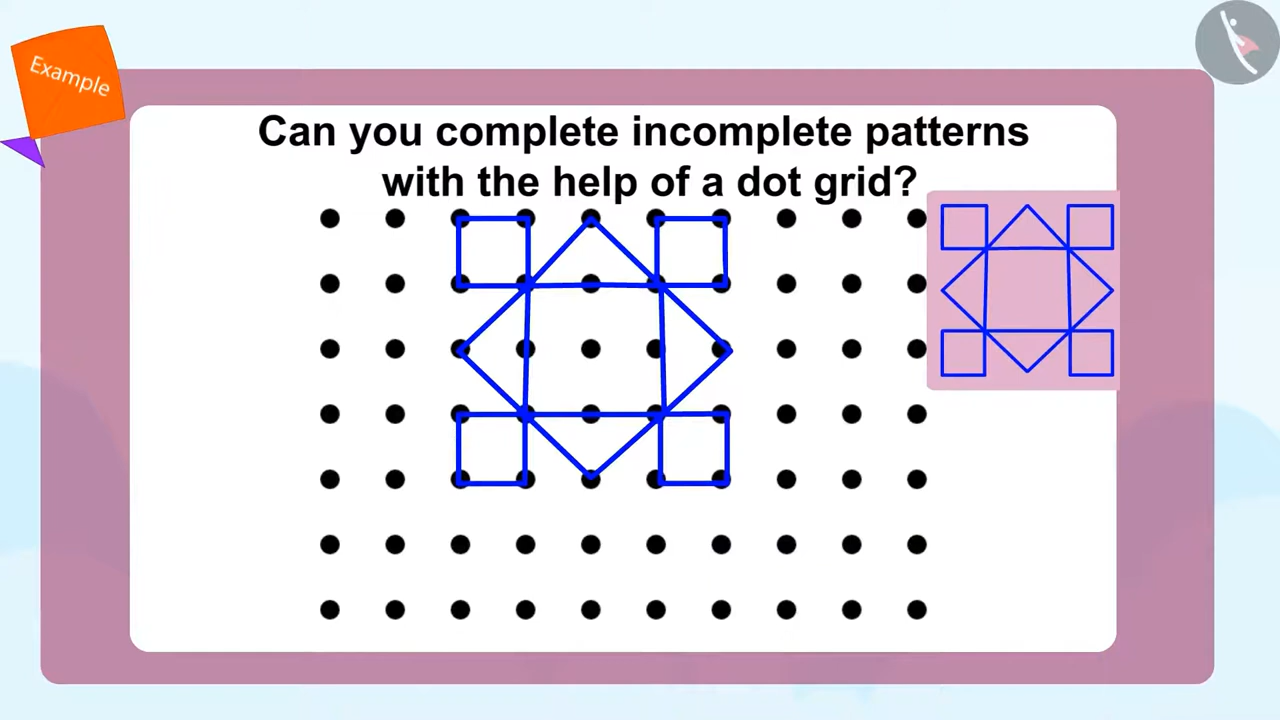 Example
Can you complete incomplete patterns
with the help of a dot grid?